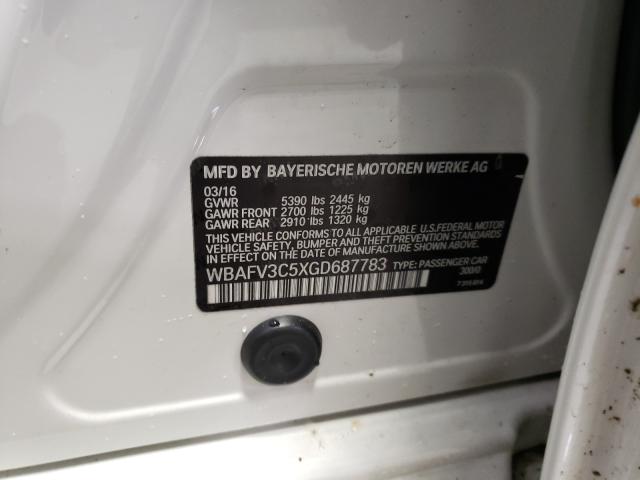 MFD BY BAYERISCHE MOTOREN WERKE AG
03/16
GVWR 5390 lbs 2445 kg
GAWR FRONT 2700 lbs 1225 kg
GAWR REAR 2910 lbs 1320 kg
THIS VEHICLE CONFORMS TO ALL APPLICABLE U.S.FEDERAL MOTOR
VEHICLE SAFETY, BUMPER AND THEFT PREVENTION STANDARDS
IN EFFECT ON THE DATE OF MANUFACTURE SHOWN ABOVE.
WBAFV3C5XGD687783 TYPE: PASSENGER CAR
300/0